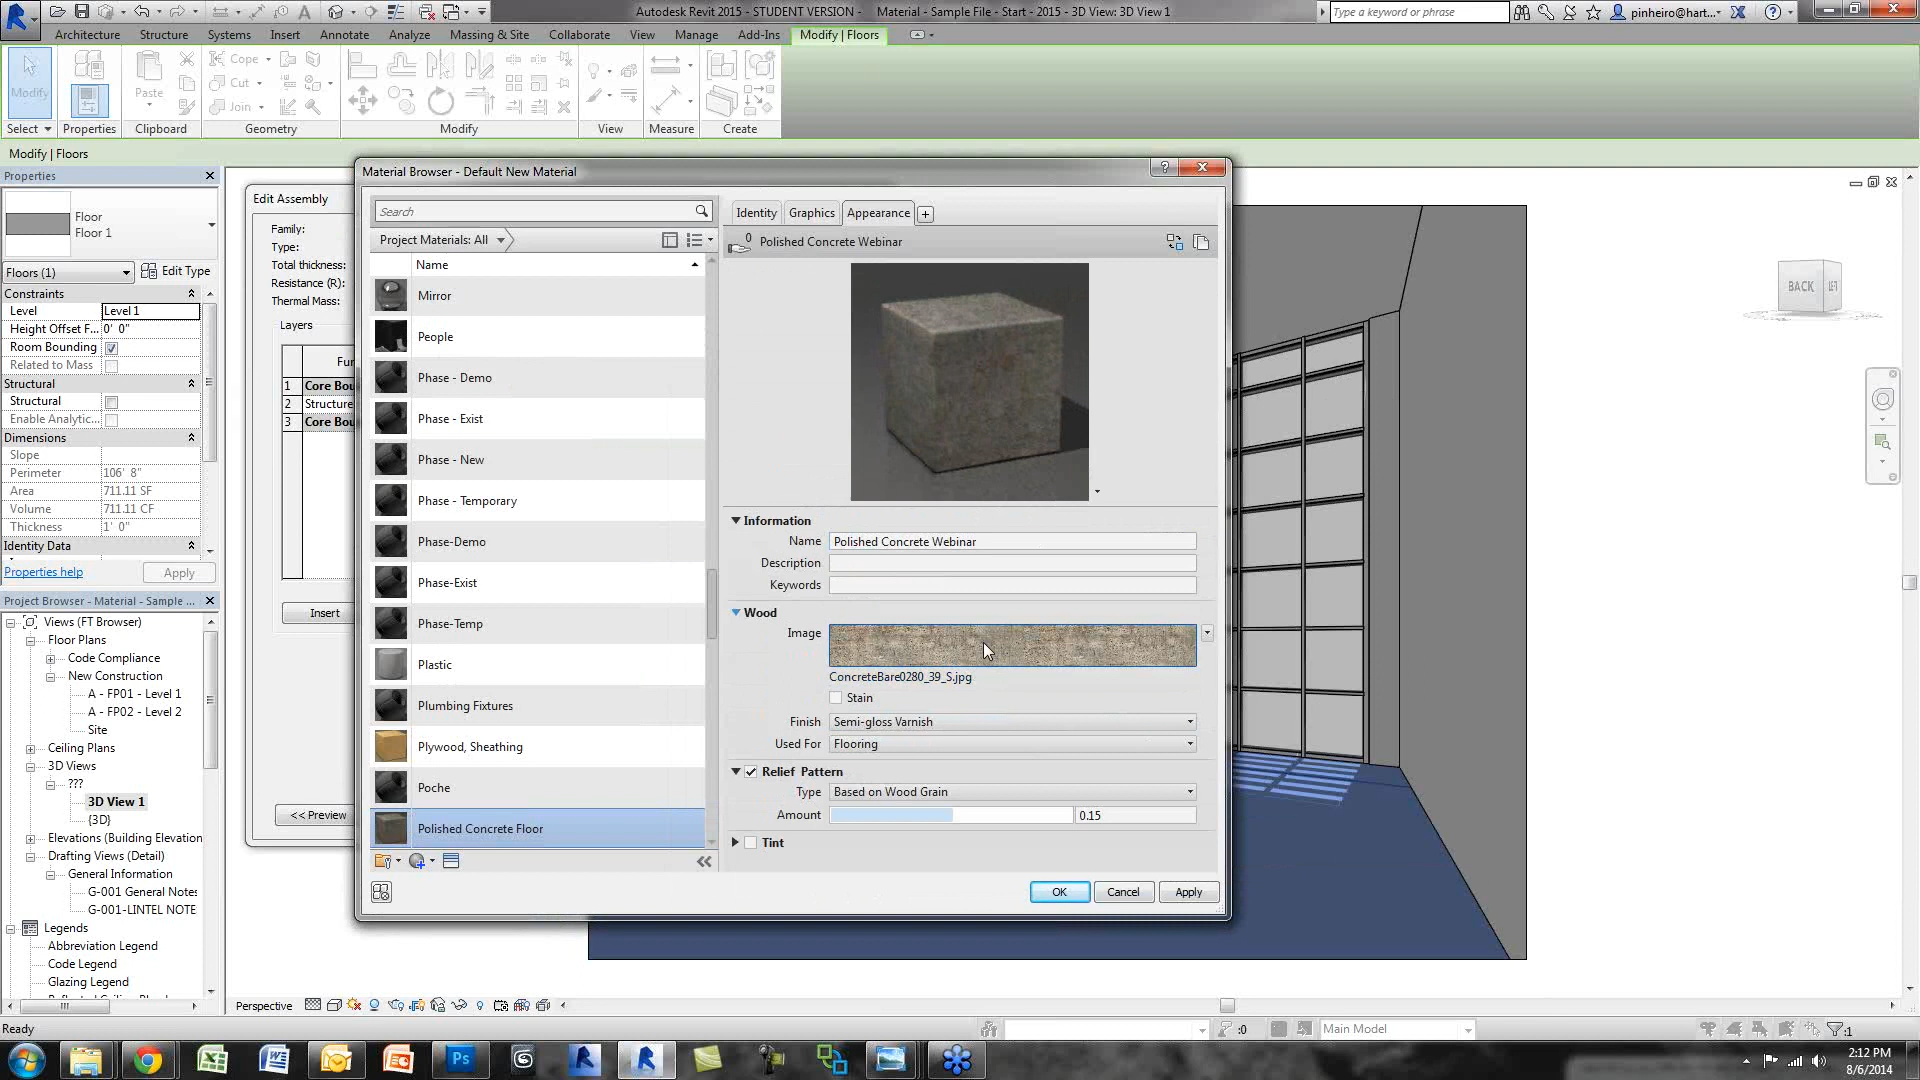 Autodesk Revit 2015 - STUDENT VERSION - Material - Sample File - Start - 2015 - 3D View: 3D View 1
Type a keyword or phrase
pinheiro@hart...
Architecture Structure Systems Insert Annotate Analyze Massing & Site Collaborate View Manage Add-Ins Modify | Floors
Modify
Paste
Cope
Cut
Join
Select Properties Clipboard Geometry Modify View Measure Create
Modify | Floors
Properties
Floor
Floor 1
Floors (1)
Edit Type
Constraints
Level Level 1
Height Offset F... 0' 0"
Room Bounding
Related to Mass
Structural
Structural
Enable Analytic...
Dimensions
Slope
Perimeter 106' 8"
Area 711.11 SF
Volume 711.11 CF
Thickness 1' 0"
Identity Data
Properties help
Apply
Project Browser - Material - Sample ...
Views (FT Browser)
Floor Plans
Code Compliance
New Construction
A - FP01 - Level 1
A - FP02 - Level 2
Site
Ceiling Plans
3D Views
???
3D View 1
{3D}
Elevations (Building Elevation
Drafting Views (Detail)
General Information
G-001 General Notes
G-001-LINTEL NOTE
Legends
Abbreviation Legend
Code Legend
Glazing Legend
Edit Assembly
Family:
Type:
Total thickness:
Resistance (R):
Thermal Mass:
Layers
Fun
1 Core Bou
2 Structure
3 Core Bou
Insert
<< Preview
Material Browser - Default New Material
Search
Project Materials: All
Name
Mirror
People
Phase - Demo
Phase - Exist
Phase - New
Phase - Temporary
Phase-Demo
Phase-Exist
Phase-Temp
Plastic
Plumbing Fixtures
Plywood, Sheathing
Poche
Polished Concrete Floor
Identity Graphics Appearance
0 Polished Concrete Webinar
Information
Name Polished Concrete Webinar
Description
Keywords
Wood
Image
ConcreteBare0280_39_S.jpg
Stain
Finish Semi-gloss Varnish
Used For Flooring
Relief Pattern
Type Based on Wood Grain
Amount 0.15
Tint
OK Cancel Apply
BACK LEFT
Perspective
Ready
:0
Main Model
:1
2:12 PM
8/6/2014